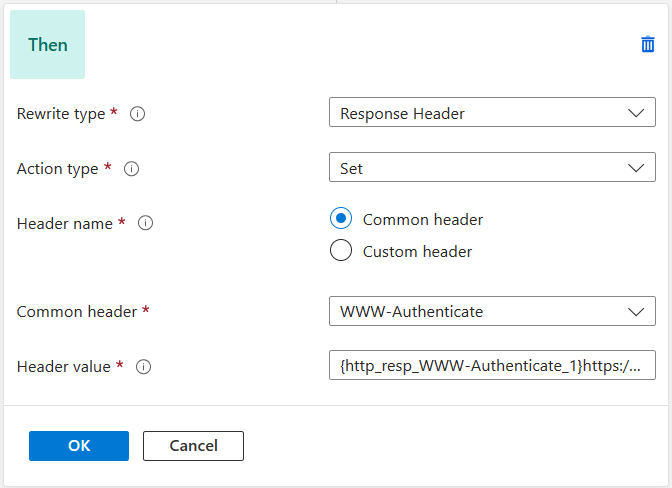 Then
Rewrite type * Response Header
Action type * Set
Header name * Common header
Custom header
Common header * WWW-Authenticate
Header value * {http_resp_WWW-Authenticate_1}https:/...
OK Cancel